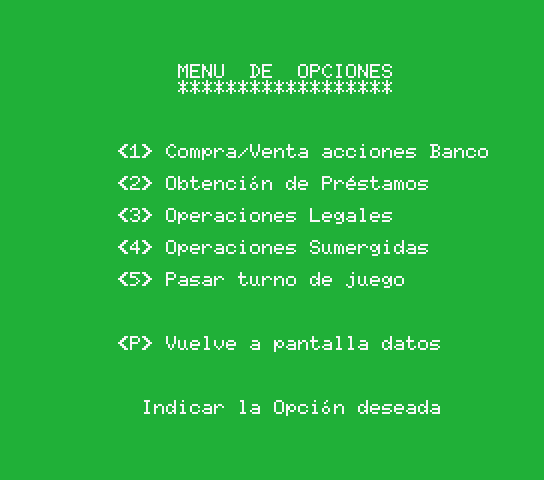 MENU DE OPCIONES
******************
<1> Compra/Venta acciones Banco
<2> Obtención de Préstamos
<3> Operaciones Legales
<4> Operaciones Sumergidas
<5> Pasar turno de juego
<P> Vuelve a pantalla datos
Indicar la Opción deseada